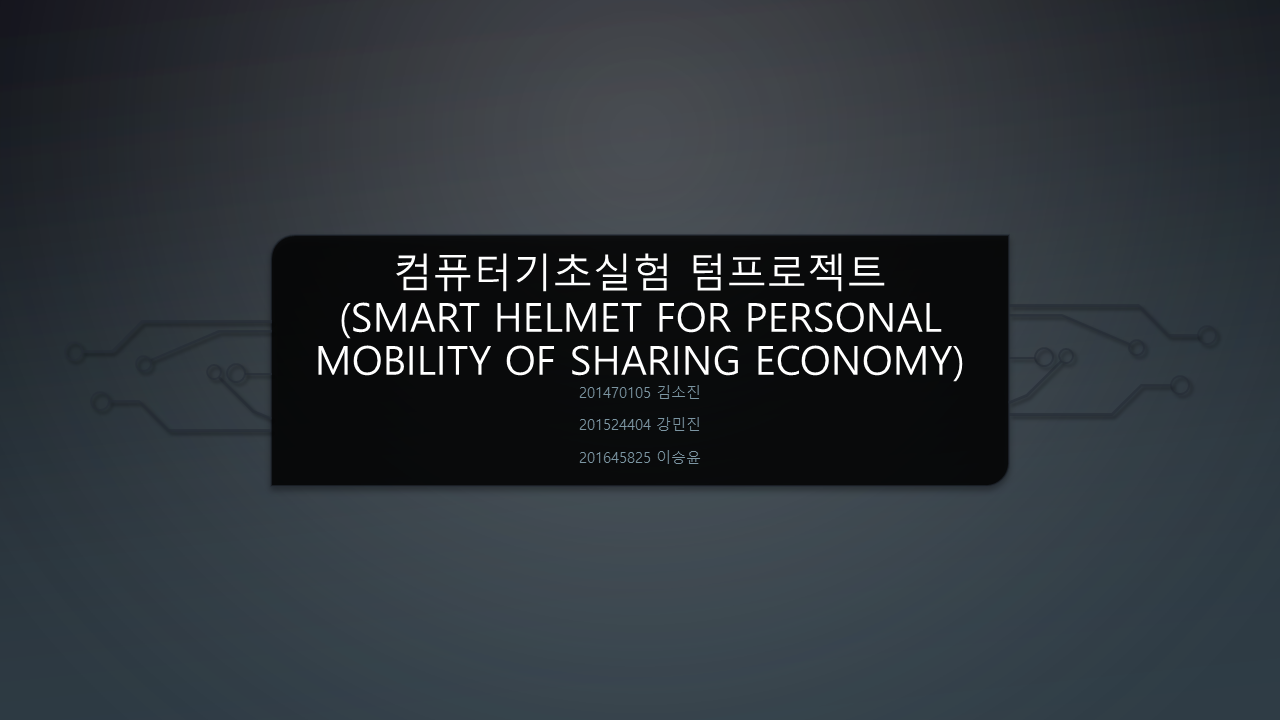 컴퓨터기초실험 텀프로젝트
(SMART HELMET FOR PERSONAL
MOBILITY OF SHARING ECONOMY)
201470105 김소진
201524404 강민진
201645825 이승윤